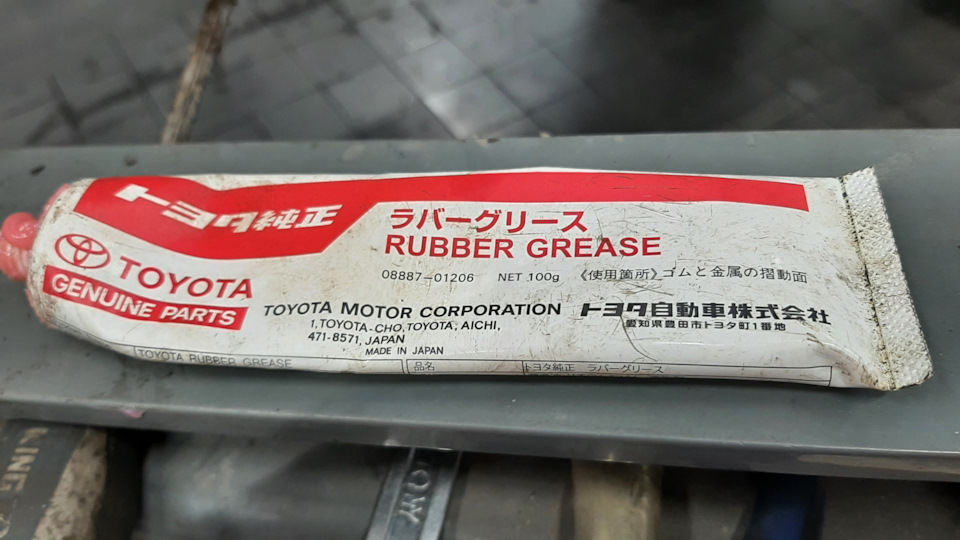 トヨタ純正
TOYOTA
GENUINE PARTS
ラバーグリース
RUBBER GREASE
08887-01206 NET 100g 《使用箇所》ゴムと金属の摺動面
TOYOTA MOTOR CORPORATION トヨタ自動車株式会社
1,TOYOTA-CHO,TOYOTA, AICHI, 愛知県豊田市トヨタ町1番地
471-8571, JAPAN
MADE IN JAPAN
TOYOTA RUBBER GREASE 品名 トヨタ純正 ラバーグリース
KING